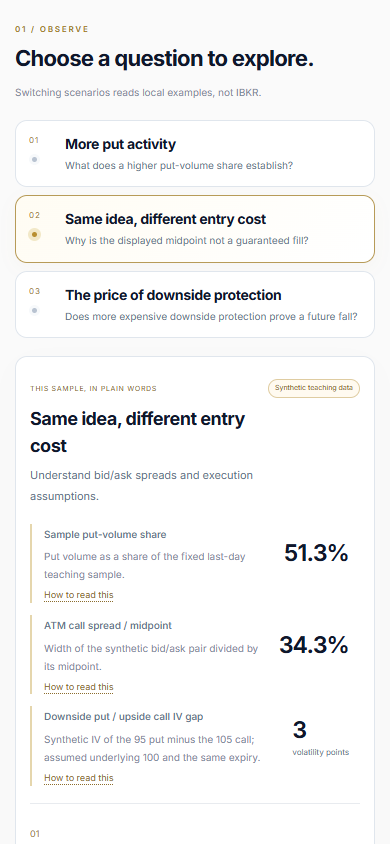 01 / OBSERVE
Choose a question to explore.
Switching scenarios reads local examples, not IBKR.
01
More put activity
What does a higher put-volume share establish?
02
Same idea, different entry cost
Why is the displayed midpoint not a guaranteed fill?
03
The price of downside protection
Does more expensive downside protection prove a future fall?
THIS SAMPLE, IN PLAIN WORDS
Synthetic teaching data
Same idea, different entry
cost
Understand bid/ask spreads and execution
assumptions.
Sample put-volume share
Put volume as a share of the fixed last-day
teaching sample.
How to read this
51.3%
ATM call spread / midpoint
Width of the synthetic bid/ask pair divided by
its midpoint.
How to read this
34.3%
Downside put / upside call IV gap
Synthetic IV of the 95 put minus the 105 call;
assumed underlying 100 and the same expiry.
How to read this
3
volatility points
01